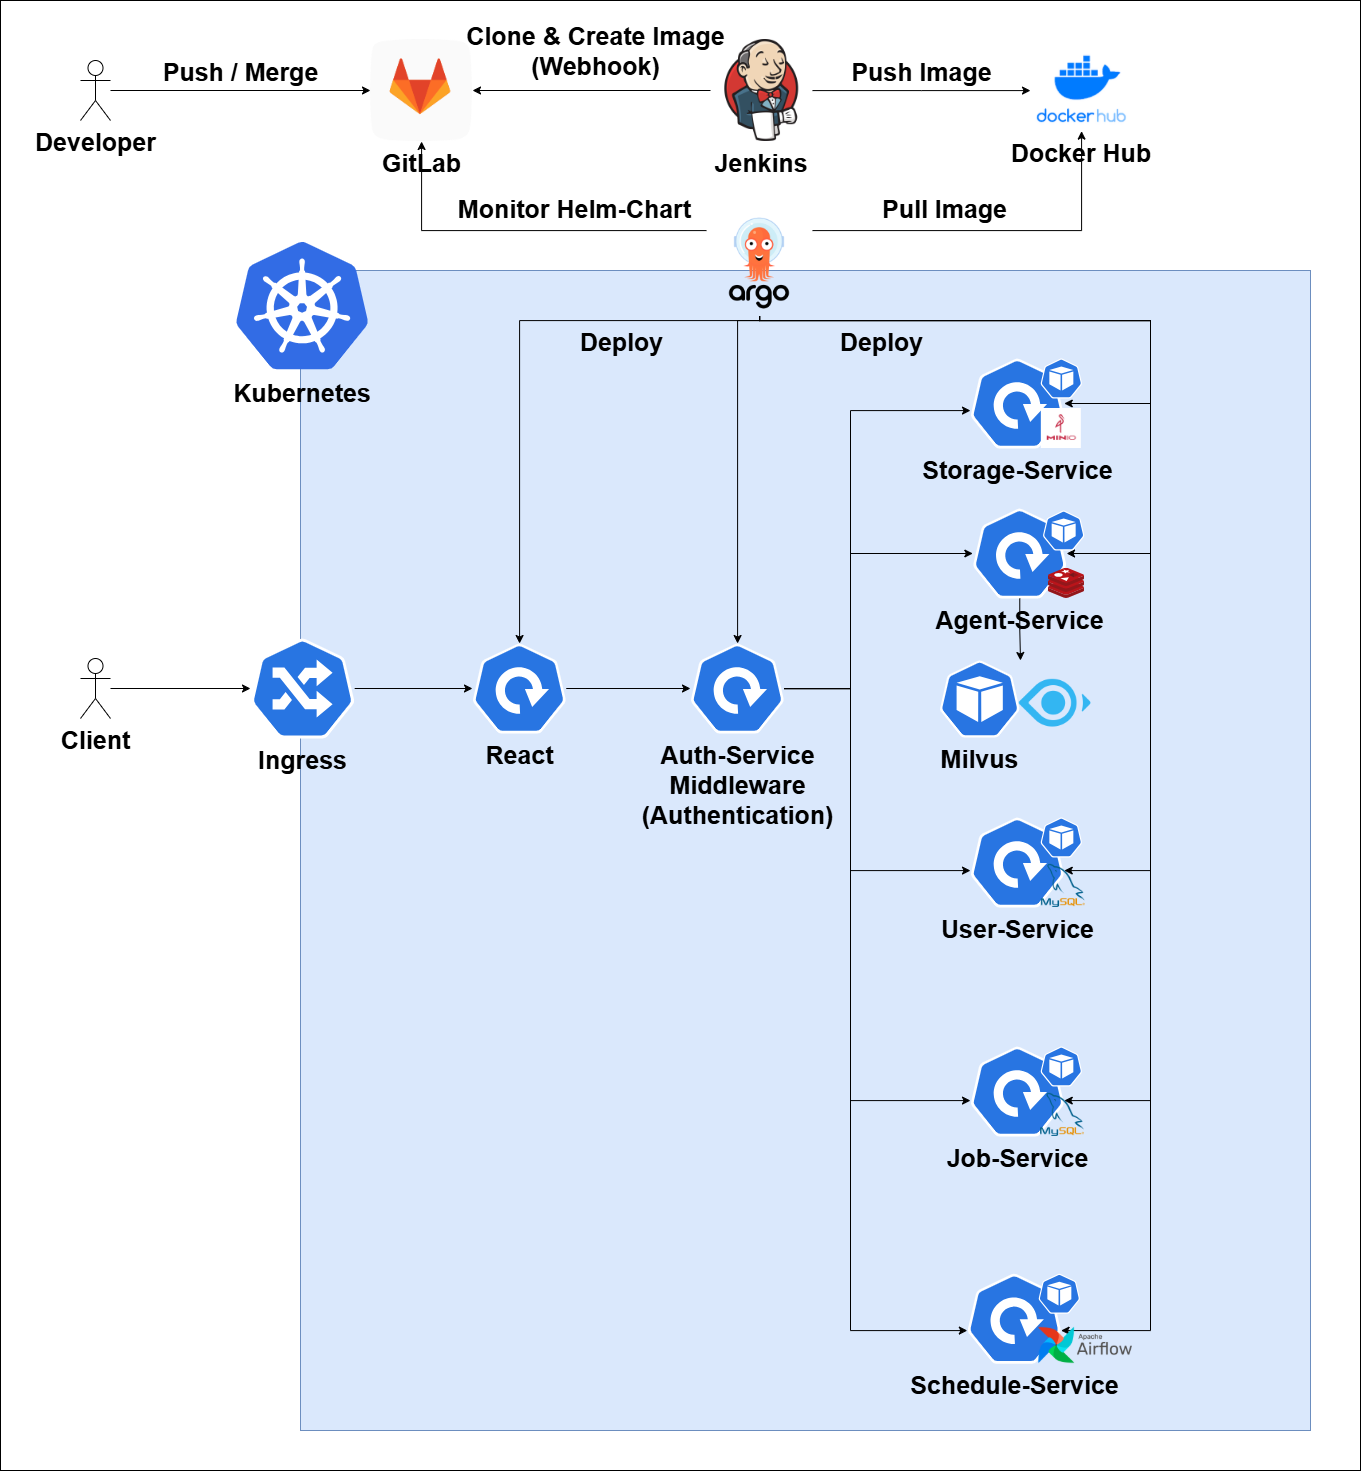 Clone & Create Image
(Webhook)
Push / Merge
Push Image
dockerhub
Developer
GitLab
Jenkins
Docker Hub
Monitor Helm-Chart
Pull Image
argo
Deploy
Deploy
Kubernetes
MINIO
Storage-Service
Agent-Service
Milvus
Client
Ingress
React
Auth-Service
Middleware
(Authentication)
MySQL
User-Service
MySQL
Job-Service
Apache
Airflow
Schedule-Service